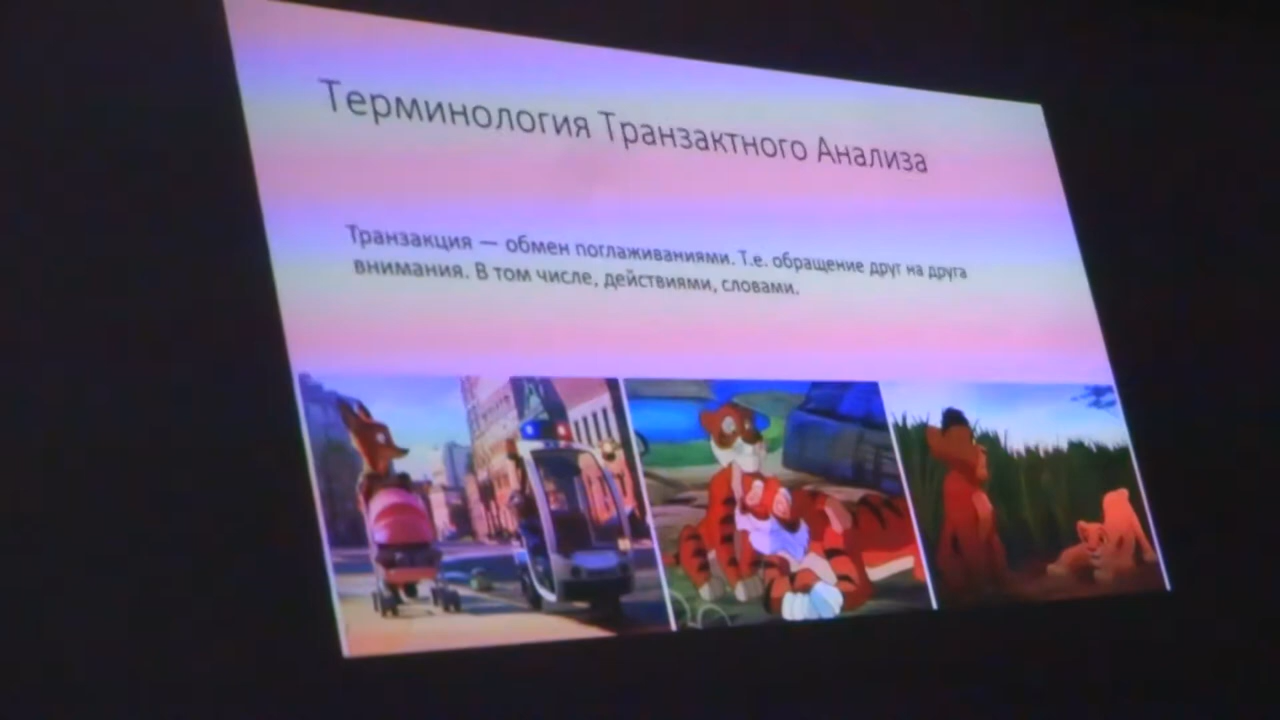 Терминология Транзактного Анализа
Транзакция — обмен поглаживаниями. Т.е. обращение друг на друга
внимания. В том числе, действиями, словами.